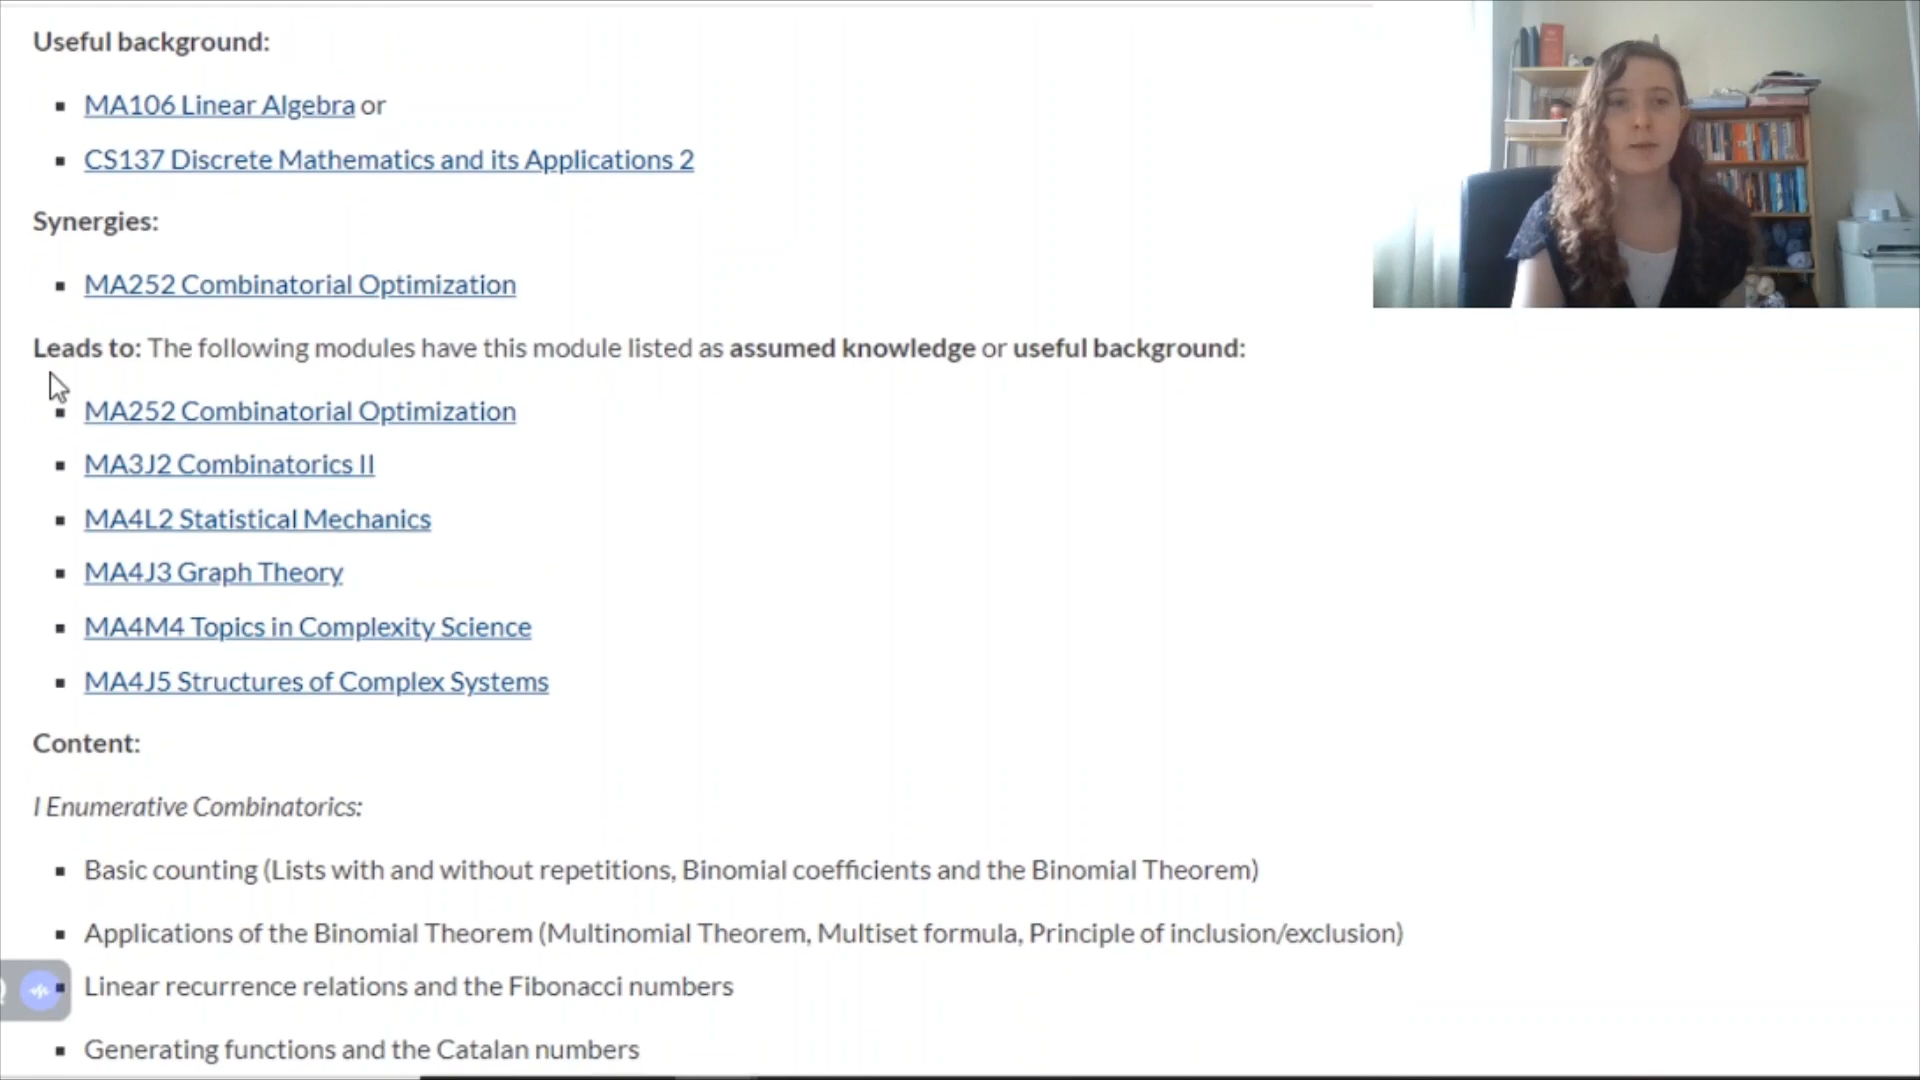 Useful background:
MA106 Linear Algebra or
CS137 Discrete Mathematics and its Applications 2
Synergies:
MA252 Combinatorial Optimization
Leads to: The following modules have this module listed as assumed knowledge or useful background:
MA252 Combinatorial Optimization
MA3J2 Combinatorics II
MA4L2 Statistical Mechanics
MA4J3 Graph Theory
MA4M4 Topics in Complexity Science
MA4J5 Structures of Complex Systems
Content:
I Enumerative Combinatorics:
Basic counting (Lists with and without repetitions, Binomial coefficients and the Binomial Theorem)
Applications of the Binomial Theorem (Multinomial Theorem, Multiset formula, Principle of inclusion/exclusion)
Linear recurrence relations and the Fibonacci numbers
Generating functions and the Catalan numbers